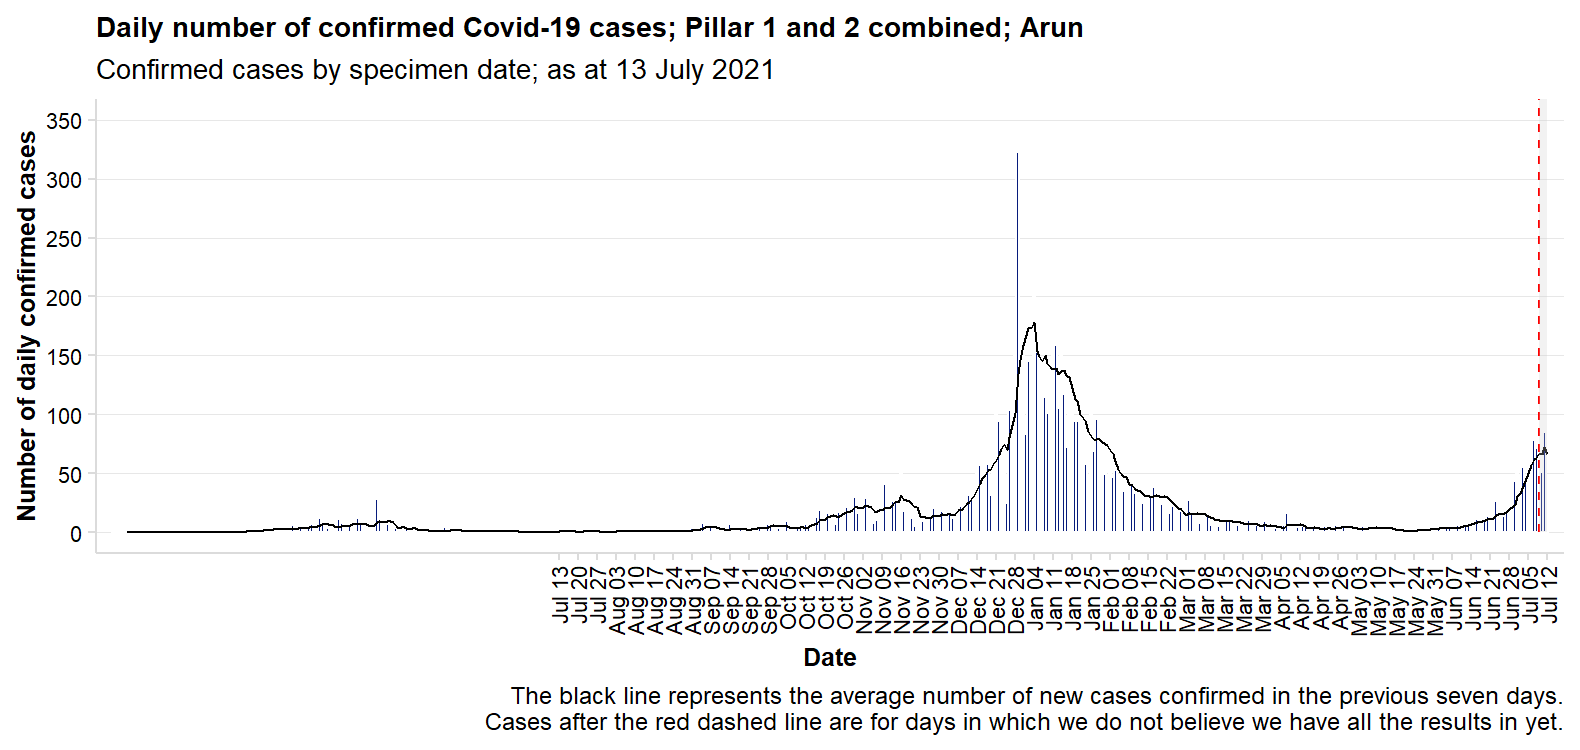 Daily number of confirmed Covid-19 cases; Pillar 1 and 2 combined; Arun
Confirmed cases by specimen date; as at 13 July 2021
Number of daily confirmed cases
350
300
250
200
150
100
50
0
Jul 13
Jul 20
Jul 27
Aug 03
Aug 10
Aug 17
Aug 24
Aug 31
Sep 07
Sep 14
Sep 21
Sep 28
Oct 05
Oct 12
Oct 19
Oct 26
Nov 02
Nov 09
Nov 16
Nov 23
Nov 30
Dec 07
Dec 14
Dec 21
Dec 28
Jan 04
Jan 11
Jan 18
Jan 25
Feb 01
Feb 08
Feb 15
Feb 22
Mar 01
Mar 08
Mar 15
Mar 22
Mar 29
Apr 05
Apr 12
Apr 19
Apr 26
May 03
May 10
May 17
May 24
May 31
Jun 07
Jun 14
Jun 21
Jun 28
Jul 05
Jul 12
Date
The black line represents the average number of new cases confirmed in the previous seven days.
Cases after the red dashed line are for days in which we do not believe we have all the results in yet.